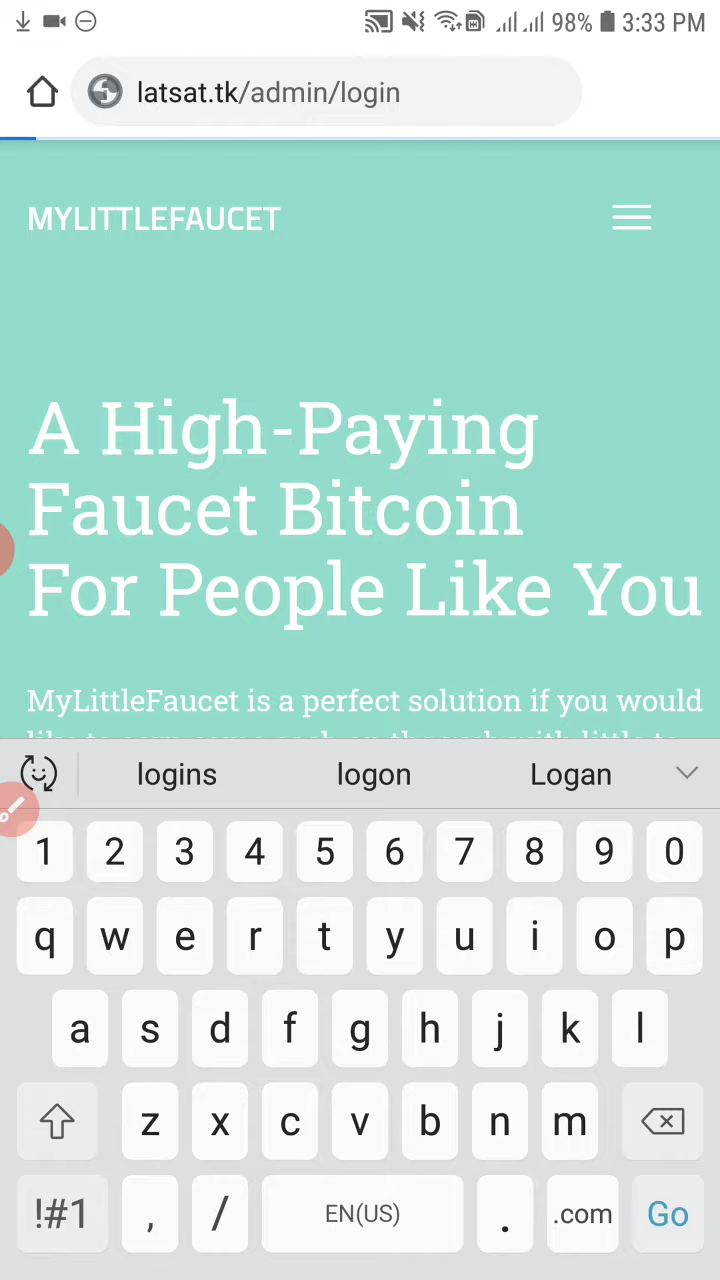 98% 3:33 PM
latsat.tk/admin/login
MYLITTLEFAUCET
A High-Paying
Faucet Bitcoin
For People Like You
MyLittleFaucet is a perfect solution if you would
logins logon Logan
1 2 3 4 5 6 7 8 9 0
q w e r t y u i o p
a s d f g h j k l
z x c v b n m
!#1 , / EN(US) . .com Go